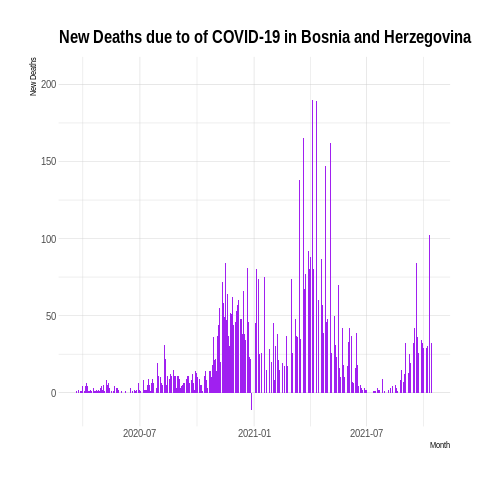 New Deaths due to of COVID-19 in Bosnia and Herzegovina
New Deaths
200
150
100
50
0
2020-07
2021-01
2021-07
Month